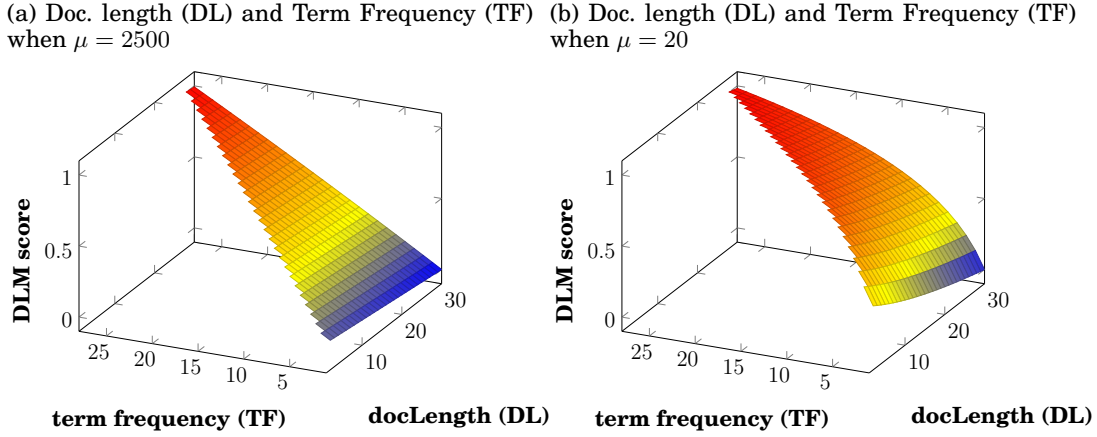 (a) Doc. length (DL) and Term Frequency (TF)
when μ = 2500
(b) Doc. length (DL) and Term Frequency (TF)
when μ = 20
1
0.5
0
DLM score
25
20
15
10
5
10
20
30
term frequency (TF)
docLength (DL)
1
0.5
0
DLM score
25
20
15
10
5
10
20
30
term frequency (TF)
docLength (DL)